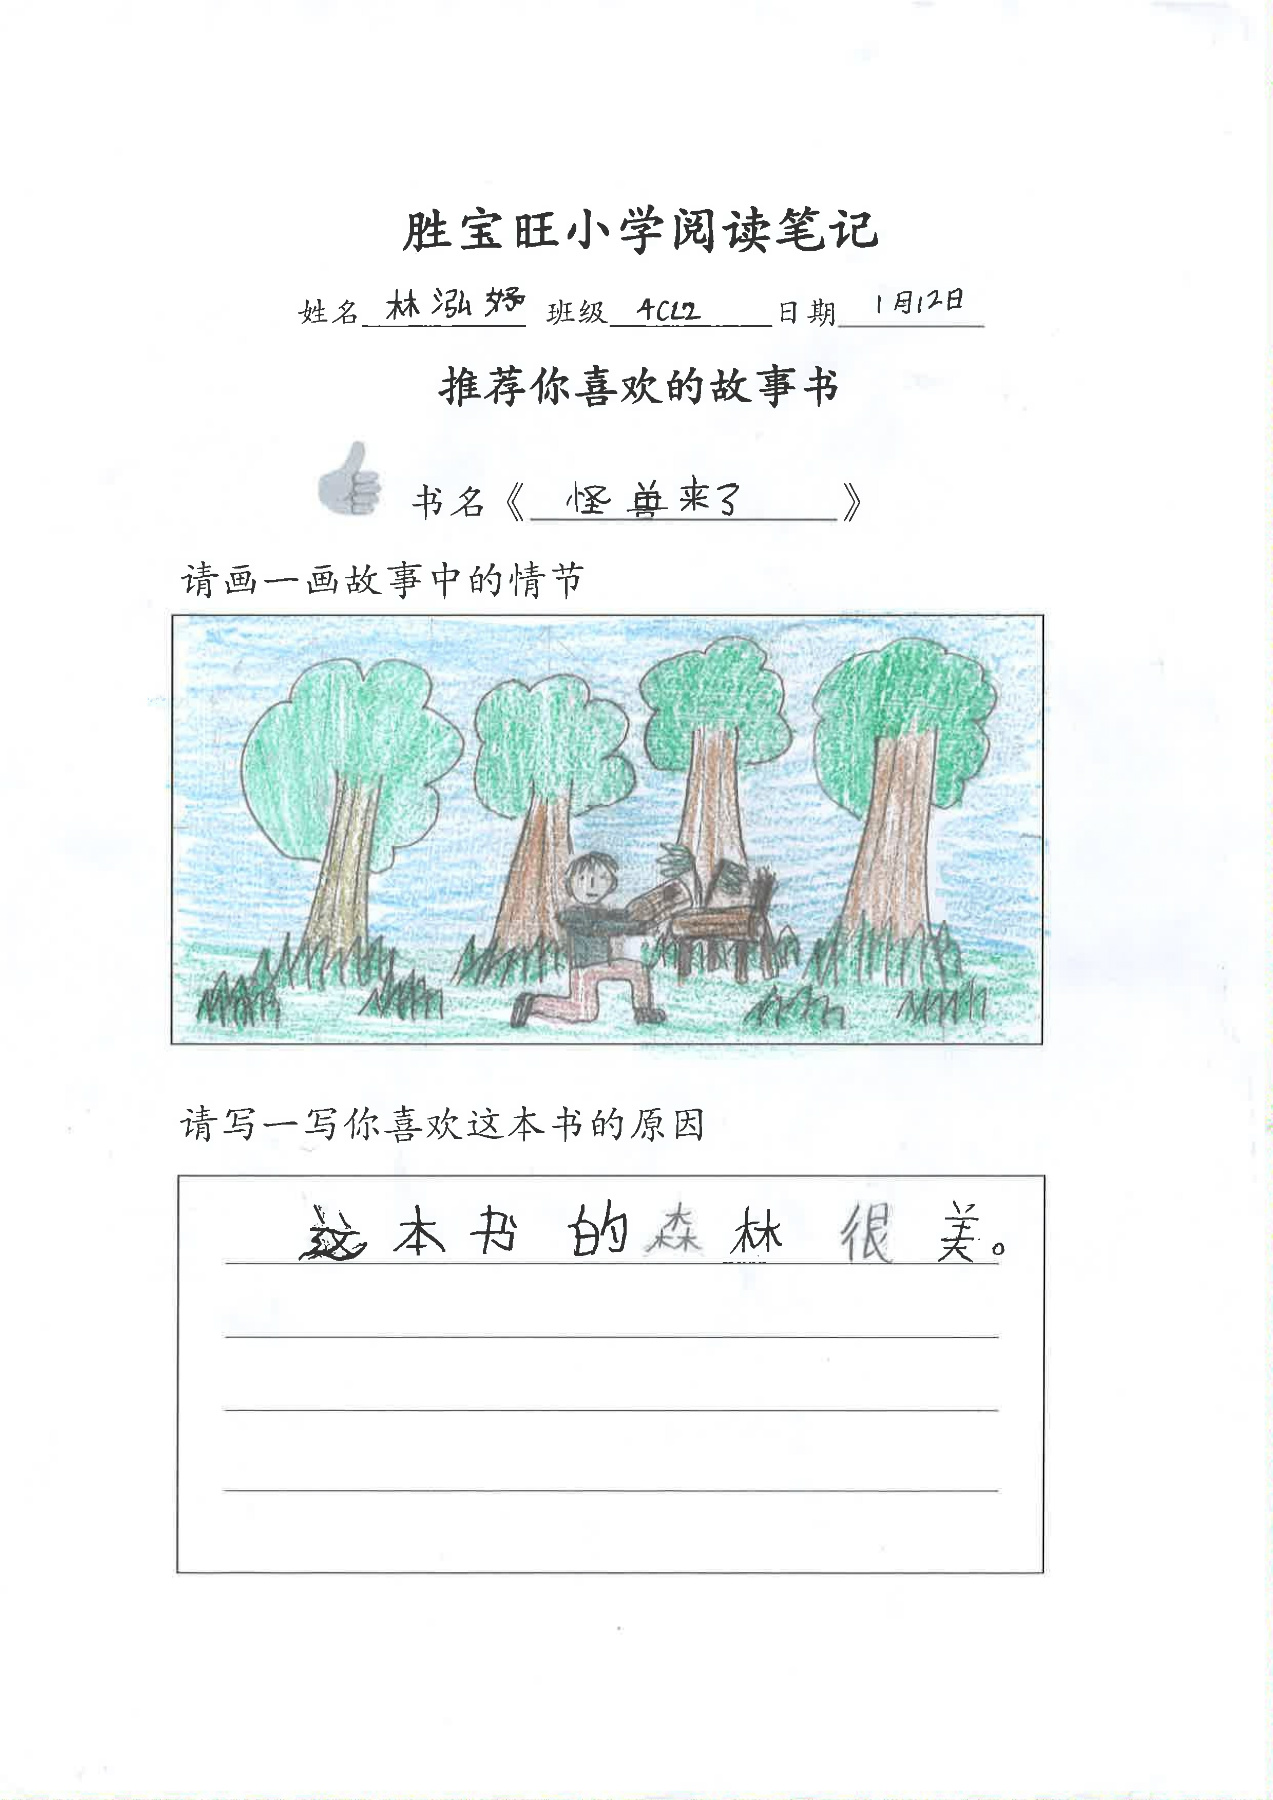 胜宝旺小学阅读笔记
姓名 林泓妤 班级 4CL2 日期 1月12日
推荐你喜欢的故事书
书名《 怪兽来了 》
请画一画故事中的情节
请写一写你喜欢这本书的原因
这本书的森林很美。